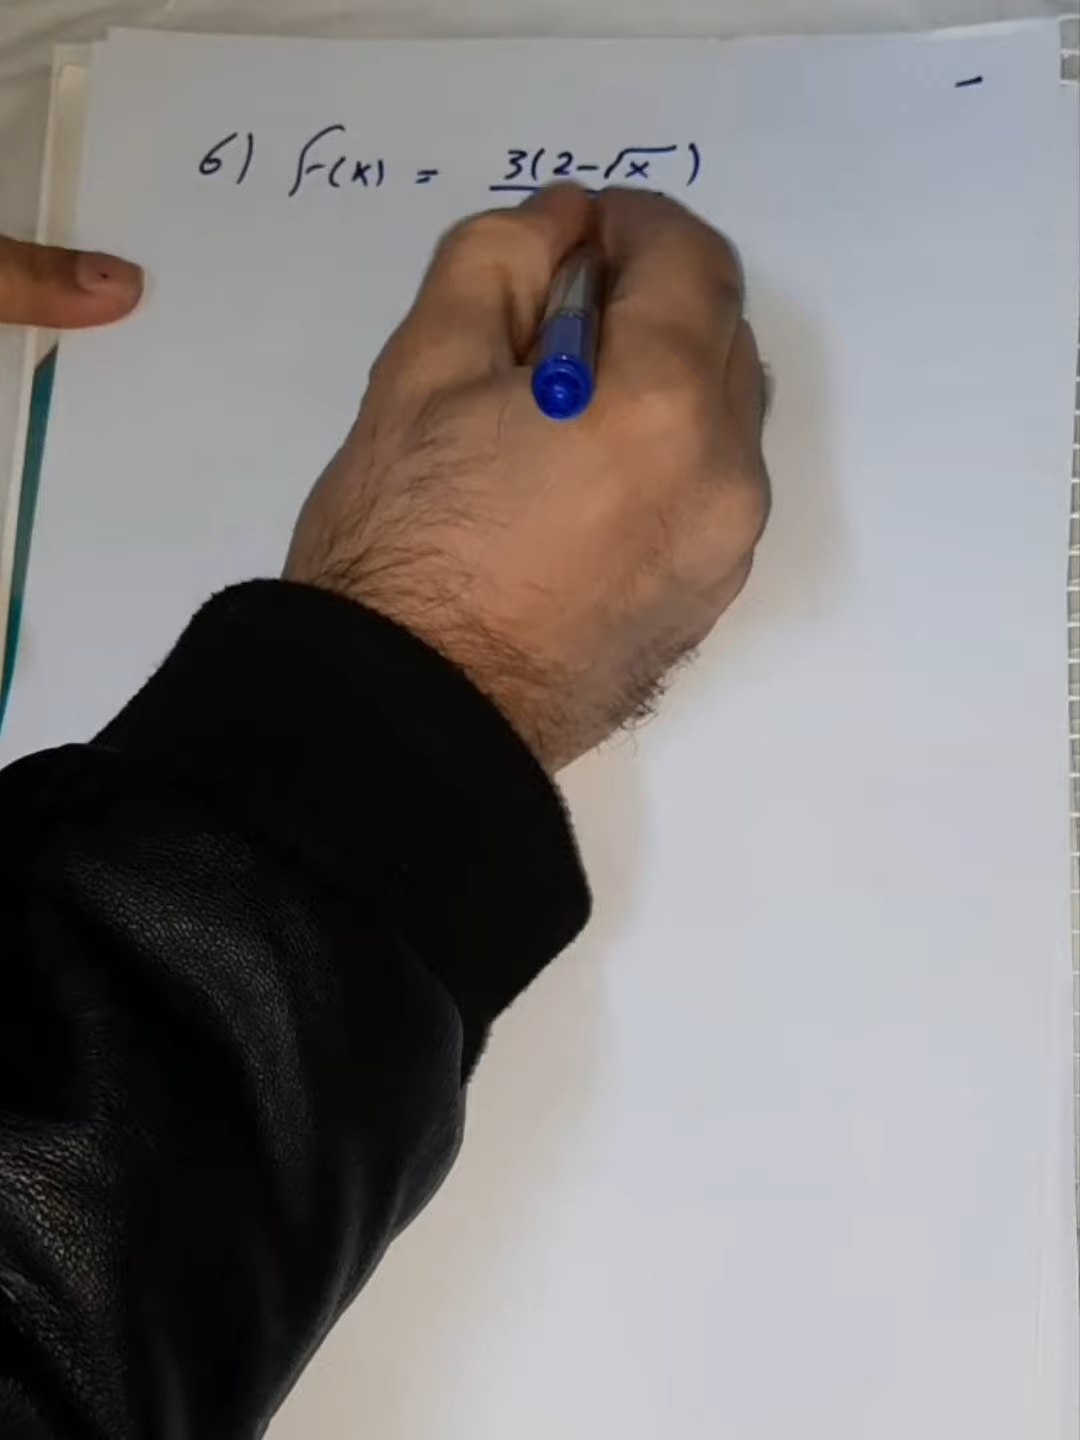 6) f(x) = 3(2-√x)